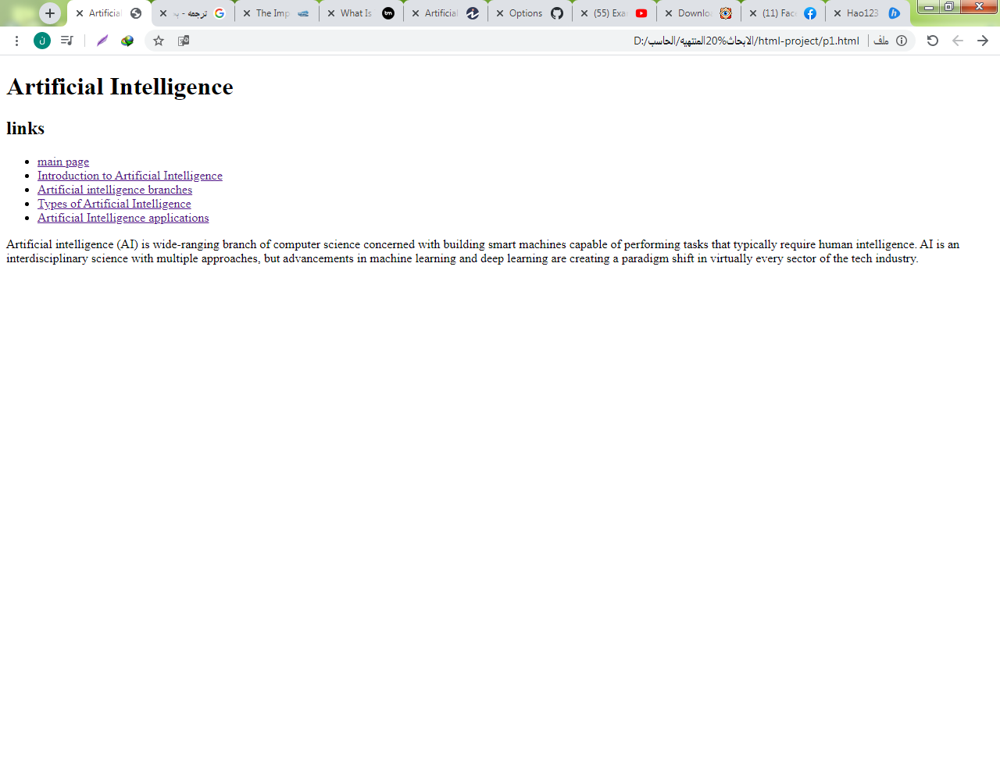 Artificial
ترجمه - بـ
The Imp
What Is
Artificial
Options
(55) Exa
Downlo
(11) Fac
Hao123
ن
D:/الابحاث%20المنتهيه/الحاسب/html-project/p1.html
ملف
Artificial Intelligence
links
main page
Introduction to Artificial Intelligence
Artificial intelligence branches
Types of Artificial Intelligence
Artificial Intelligence applications
Artificial intelligence (AI) is wide-ranging branch of computer science concerned with building smart machines capable of performing tasks that typically require human intelligence. AI is an
interdisciplinary science with multiple approaches, but advancements in machine learning and deep learning are creating a paradigm shift in virtually every sector of the tech industry.